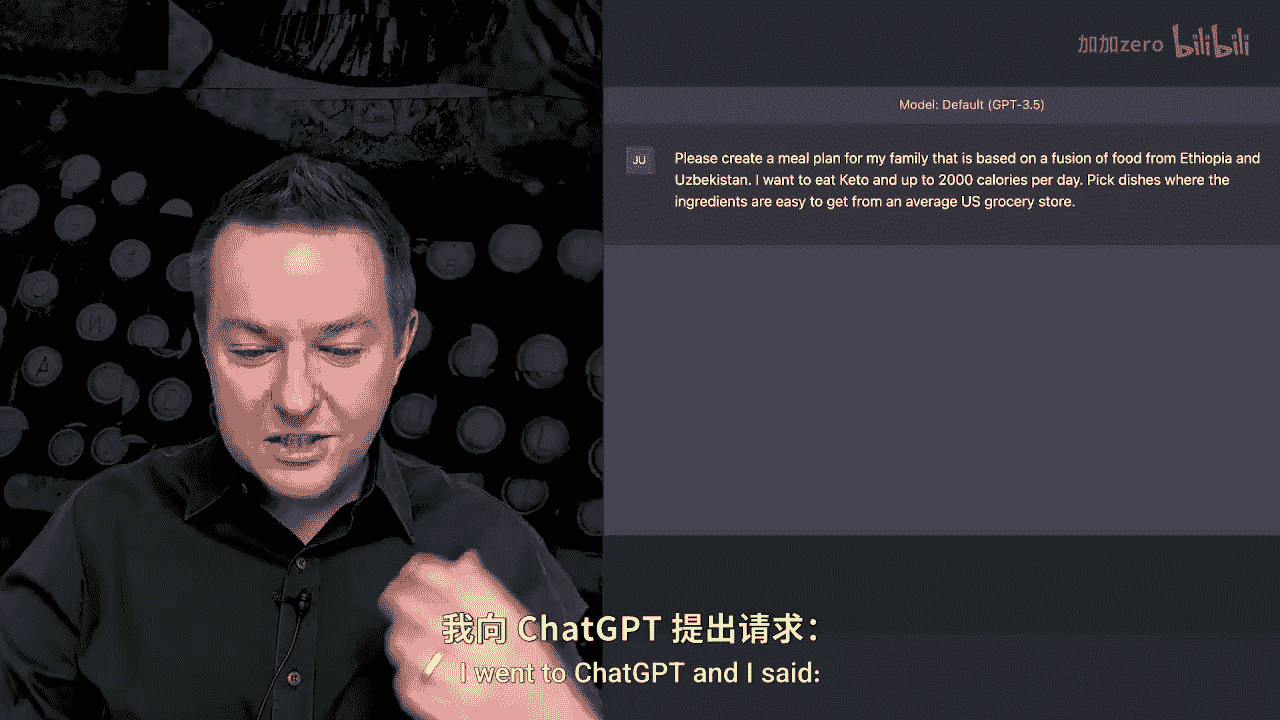 加加zero bilibili
Model: Default (GPT-3.5)
JU
Please create a meal plan for my family that is based on a fusion of food from Ethiopia and
Uzbekistan. I want to eat Keto and up to 2000 calories per day. Pick dishes where the
ingredients are easy to get from an average US grocery store.
我向 ChatGPT 提出请求：
I went to ChatGPT and I said: